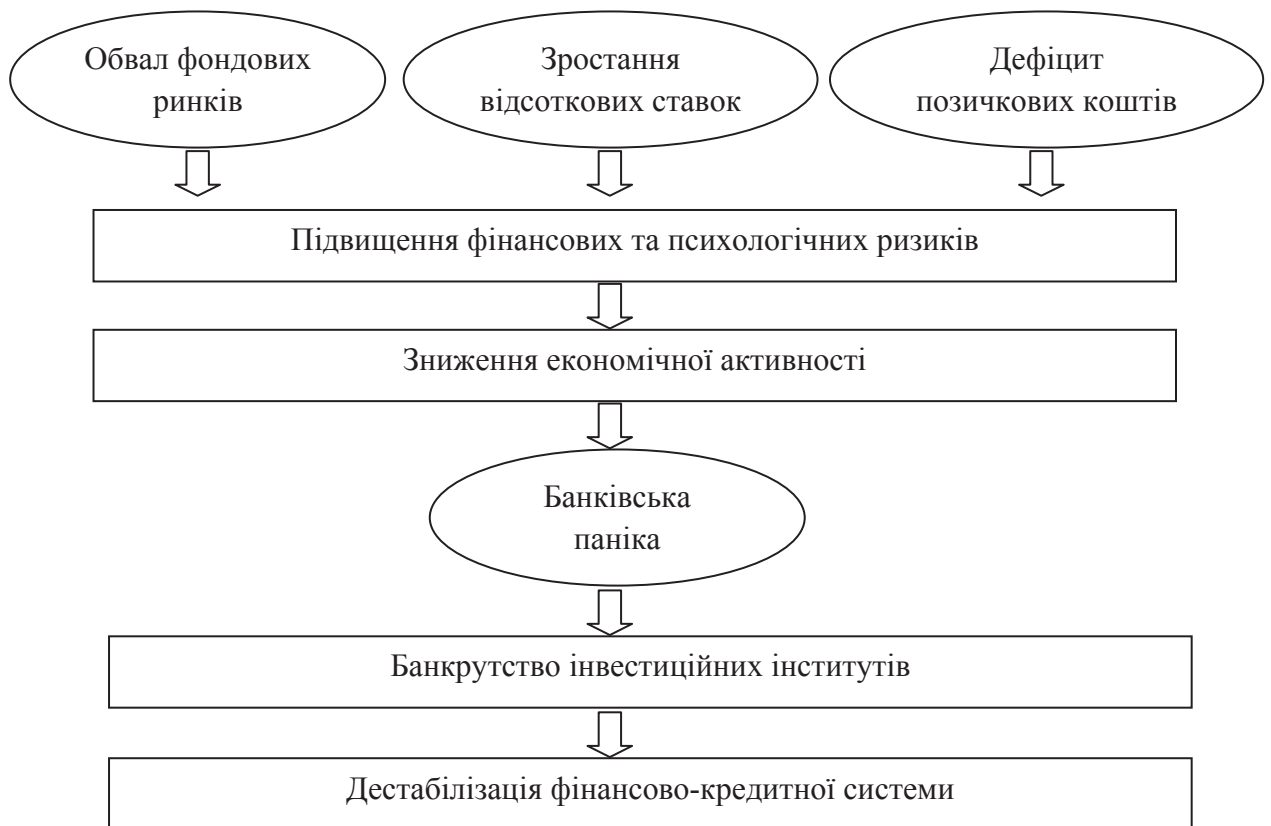 Обвал фондових
ринків
Зростання
відсоткових ставок
Дефіцит
позичкових коштів
Підвищення фінансових та психологічних ризиків
Зниження економічної активності
Банківська
паніка
Банкрутство інвестиційних інститутів
Дестабілізація фінансово-кредитної системи